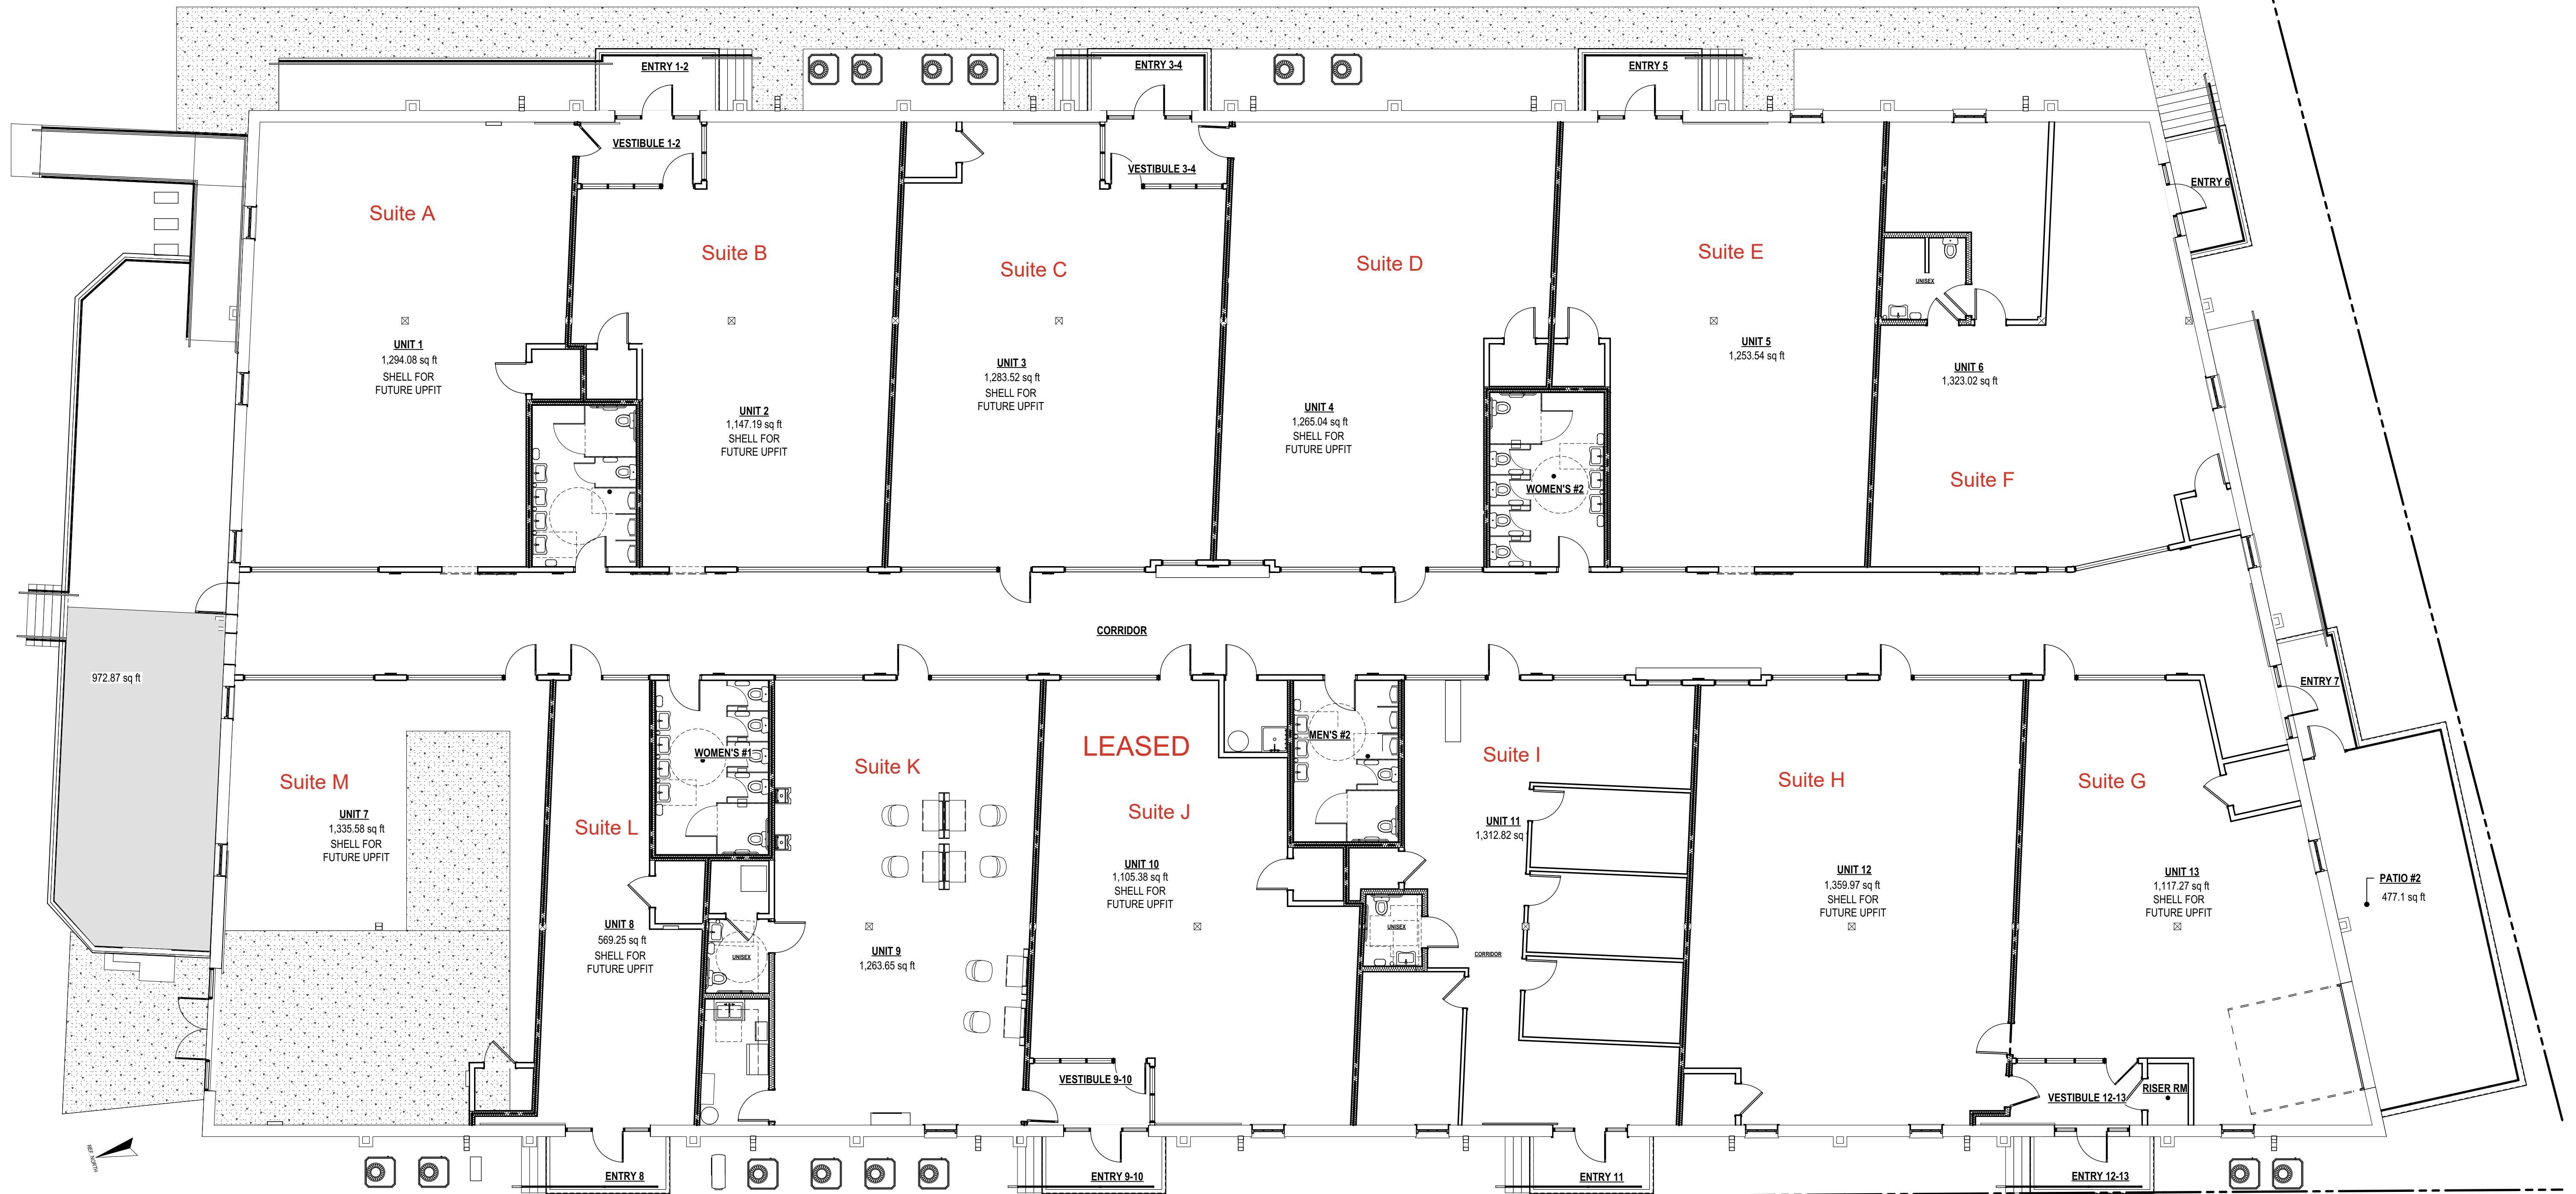 ENTRY 1-2
ENTRY 3-4
ENTRY 5
VESTIBULE 1-2
VESTIBULE 3-4
ENTRY 6
Suite A
Suite B
Suite C
Suite D
Suite E
UNISEX
UNIT 1
1,294.08 sq ft
SHELL FOR
FUTURE UPFIT
UNIT 2
1,147.19 sq ft
SHELL FOR
FUTURE UPFIT
UNIT 3
1,283.52 sq ft
SHELL FOR
FUTURE UPFIT
UNIT 4
1,265.04 sq ft
SHELL FOR
FUTURE UPFIT
UNIT 5
1,253.54 sq ft
UNIT 6
1,323.02 sq ft
Suite F
WOMEN'S #2
CORRIDOR
972.87 sq ft
ENTRY 7
WOMEN'S #1
LEASED
MEN'S #2
Suite M
Suite L
Suite K
Suite J
Suite I
Suite H
Suite G
UNIT 7
1,335.58 sq ft
SHELL FOR
FUTURE UPFIT
UNIT 8
569.25 sq ft
SHELL FOR
FUTURE UPFIT
UNISEX
UNIT 9
1,263.65 sq ft
UNIT 10
1,105.38 sq ft
SHELL FOR
FUTURE UPFIT
UNIT 11
1,312.82 sq
UNISEX
CORRIDOR
UNIT 12
1,359.97 sq ft
SHELL FOR
FUTURE UPFIT
UNIT 13
1,117.27 sq ft
SHELL FOR
FUTURE UPFIT
PATIO #2
477.1 sq ft
VESTIBULE 9-10
VESTIBULE 12-13
RISER RM
REF NORTH
ENTRY 8
ENTRY 9-10
ENTRY 11
ENTRY 12-13